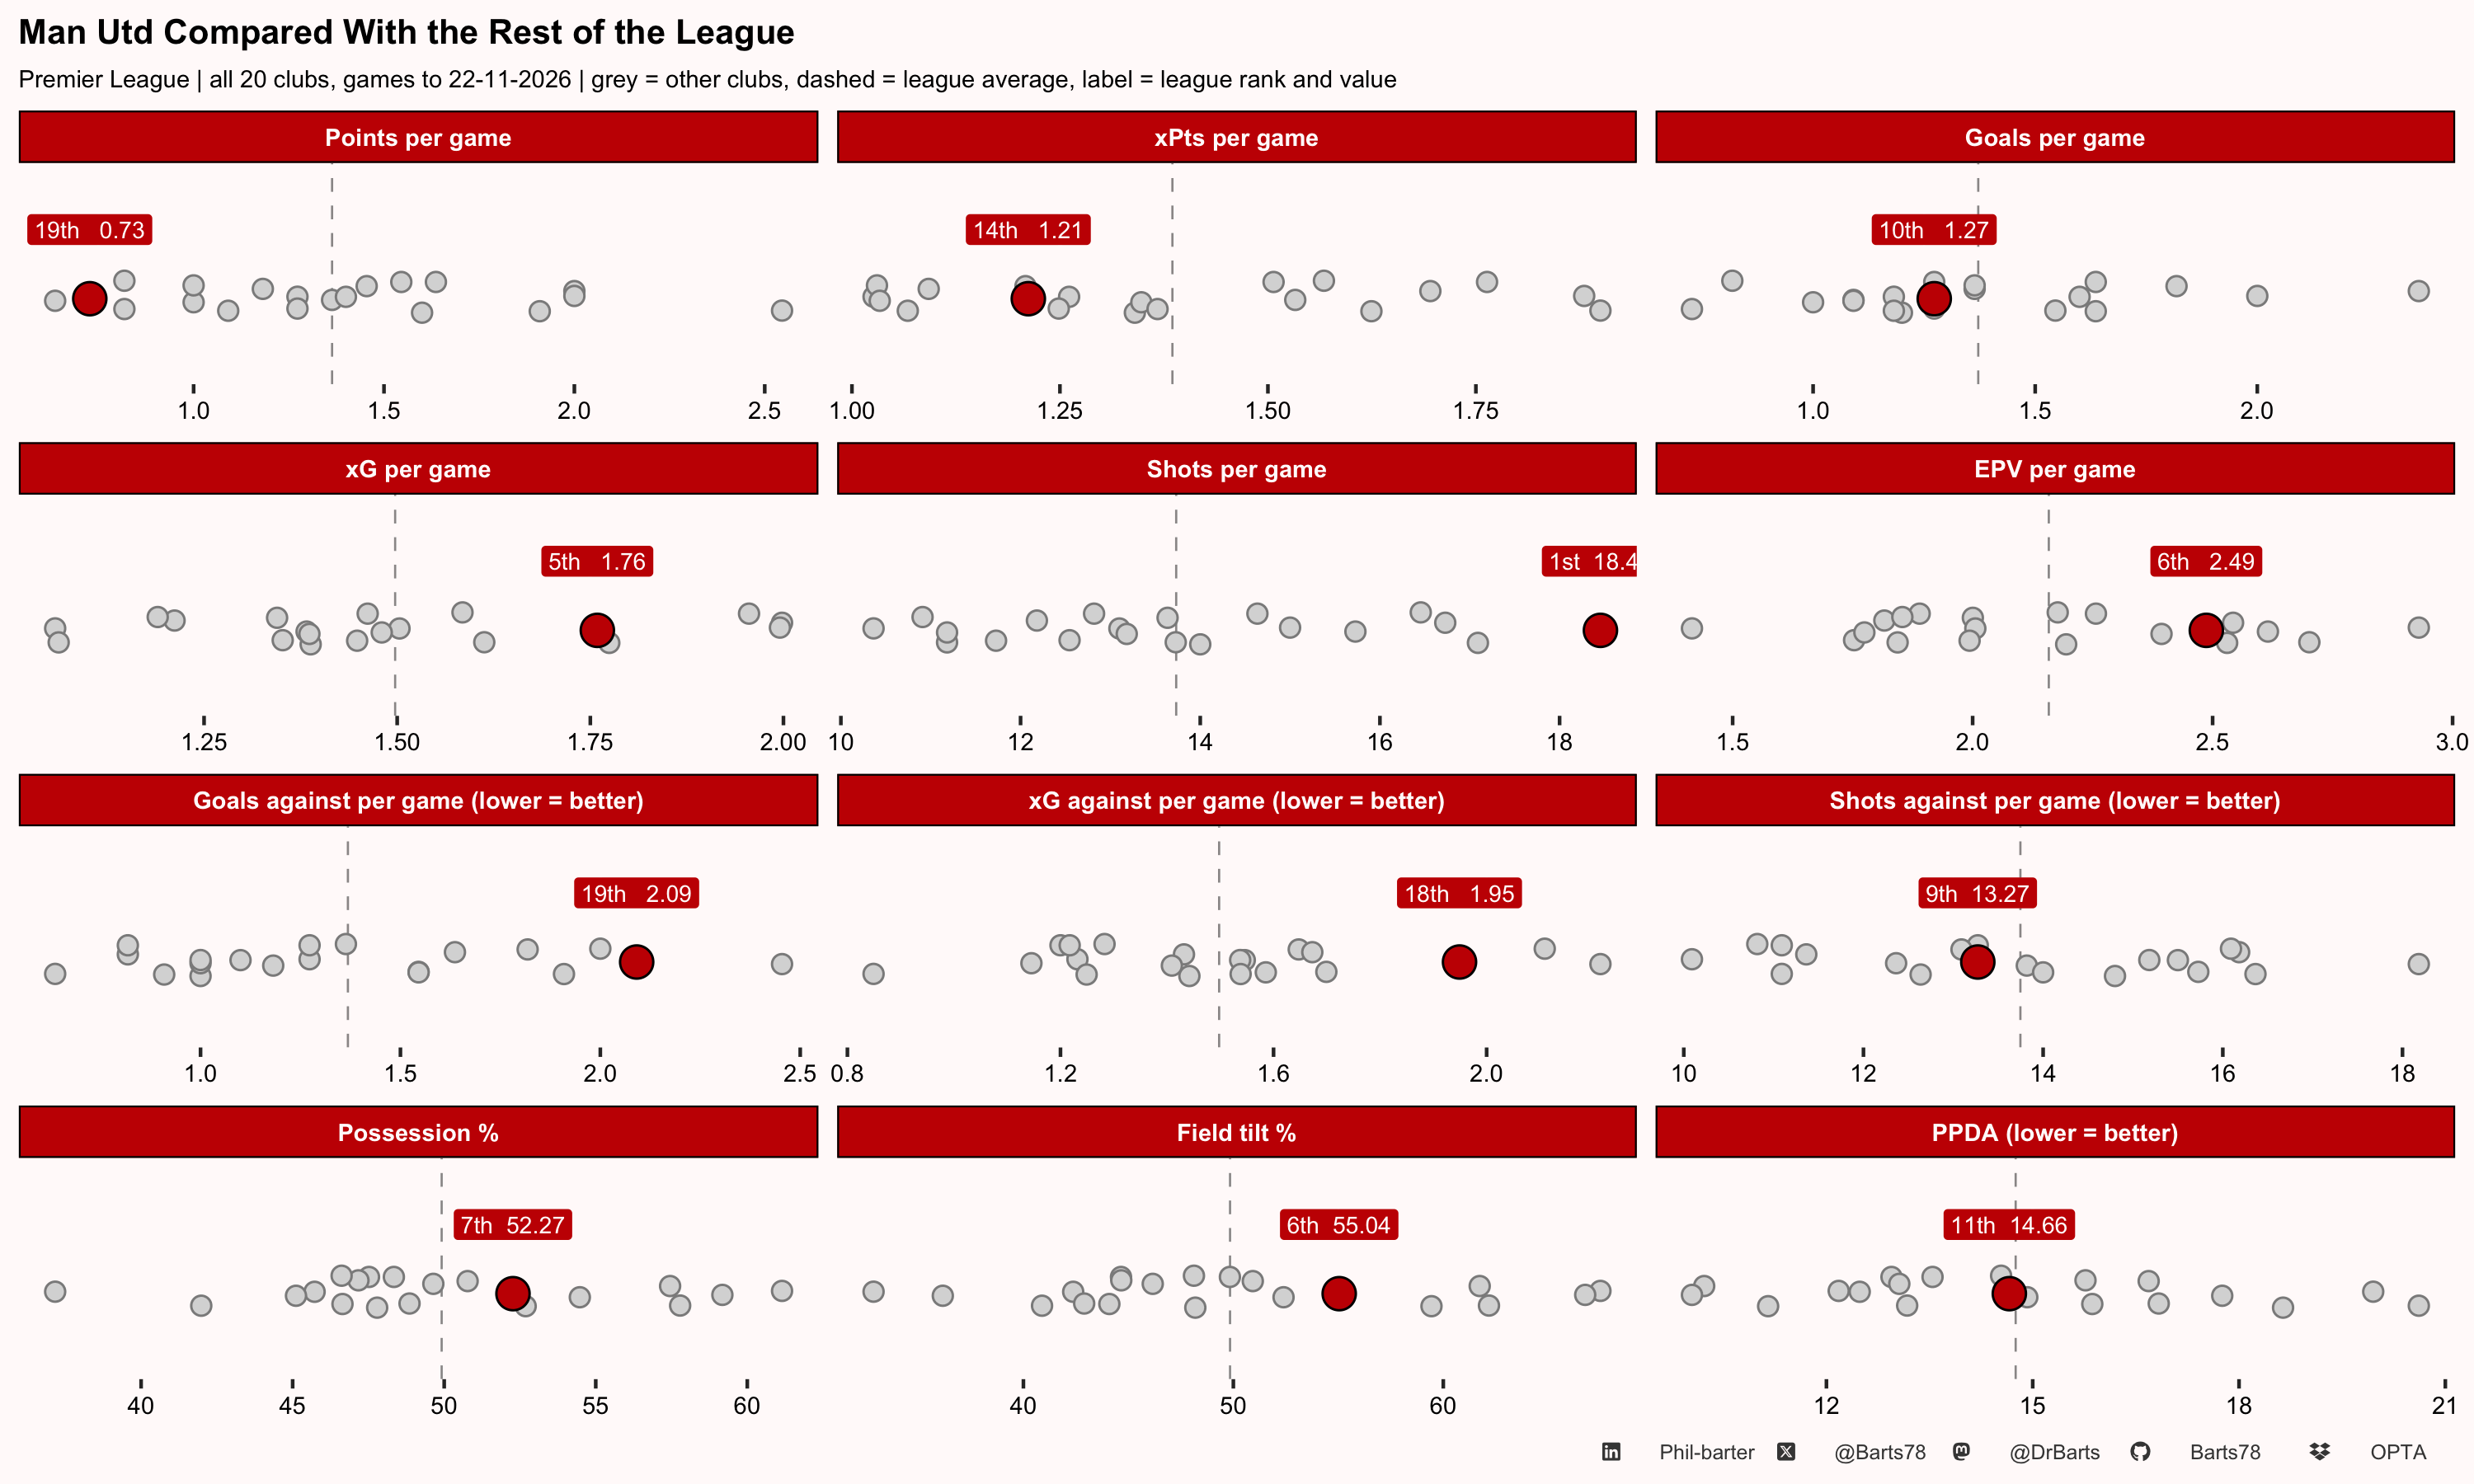 Man Utd Compared With the Rest of the League
Premier League | all 20 clubs, games to 22-11-2026 | grey = other clubs, dashed = league average, label = league rank and value
Points per game
xPts per game
Goals per game
19th 0.73
14th 1.21
10th 1.27
1.0 1.5 2.0 2.5
1.00 1.25 1.50 1.75
1.0 1.5 2.0
xG per game
Shots per game
EPV per game
5th 1.76
1st 18.4
6th 2.49
1.25 1.50 1.75 2.00
10 12 14 16 18
1.5 2.0 2.5 3.0
Goals against per game (lower = better)
xG against per game (lower = better)
Shots against per game (lower = better)
19th 2.09
18th 1.95
9th 13.27
1.0 1.5 2.0 2.5
0.8 1.2 1.6 2.0
10 12 14 16 18
Possession %
Field tilt %
PPDA (lower = better)
7th 52.27
6th 55.04
11th 14.66
40 45 50 55 60
40 50 60
12 15 18 21
Phil-barter @Barts78 @DrBarts Barts78 OPTA